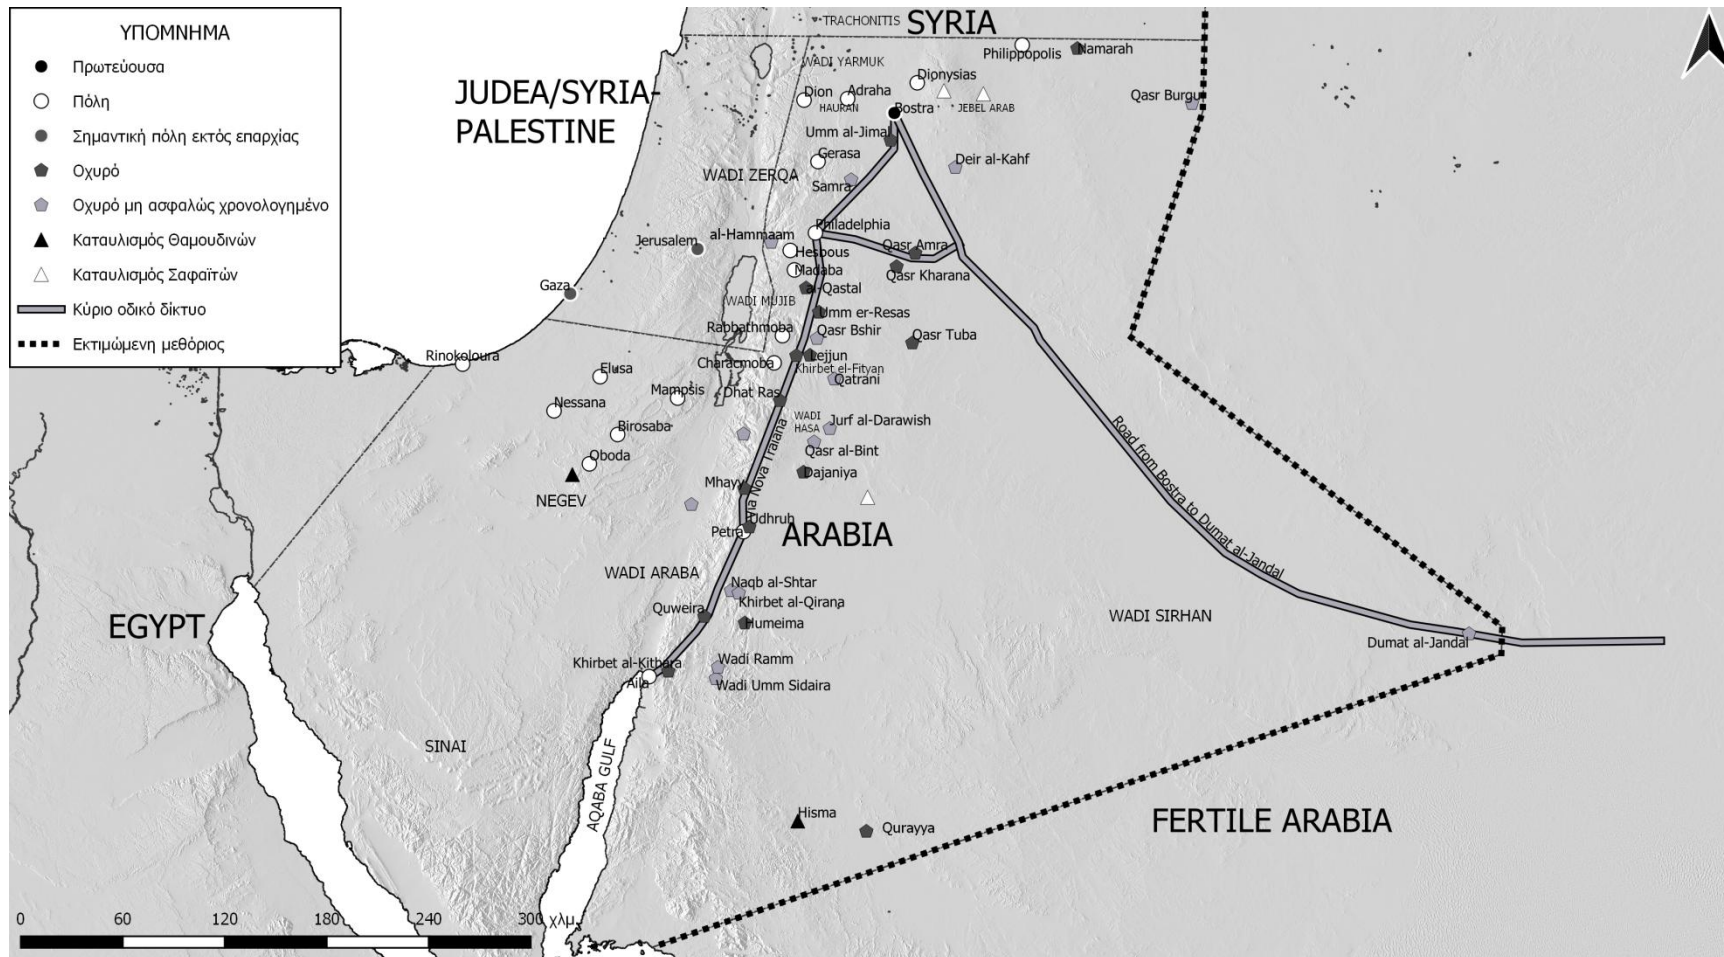 ΥΠΟΜΝΗΜΑ
Πρωτεύουσα
Πόλη
Σημαντική πόλη εκτός επαρχίας
Οχυρό
Οχυρό μη ασφαλώς χρονολογημένο
Καταυλισμός Θαμουδινών
Καταυλισμός Σαφαϊτών
Κύριο οδικό δίκτυο
Εκτιμώμενη μεθόριος
TRACHONITIS
SYRIA
Philippopolis
Namarah
WADI YARMUK
JUDEA/SYRIA-
PALESTINE
Dionysias
Dion
Adraha
HAURAN
Bostra
JEBEL ARAB
Qasr Burgu
Umm al-Jimal
Gerasa
Deir al-Kahf
WADI ZERQA
Samra
Philadelphia
al-Hammaam
Jerusalem
Hesbous
Qasr Amra
Madaba
Qasr Kharana
Gaza
al-Qastal
WADI MUJIB
Umm er-Resas
Rabbathmoba
Qasr Bshir
Qasr Tuba
Rinokoloura
Lejjun
Characmoba
Khirbet el-Fityan
Elusa
Qatrani
Mampsis
Dhat Ras
Nessana
WADI
HASA
Jurf al-Darawish
Birosaba
Qasr al-Bint
Oboda
Dajaniya
Mhayy
Via Nova Traiana
NEGEV
Udhruh
Petra
ARABIA
Road from Bostra to Dumat al-Jandal
WADI ARABA
Naqb al-Shtar
Khirbet al-Qirana
Quweira
Humeima
WADI SIRHAN
EGYPT
Dumat al-Jandal
Khirbet al-Kithara
Wadi Ramm
Aila
Wadi Umm Sidaira
SINAI
AQABA GULF
Hisma
Qurayya
FERTILE ARABIA
0 60 120 180 240 300 χλμ.